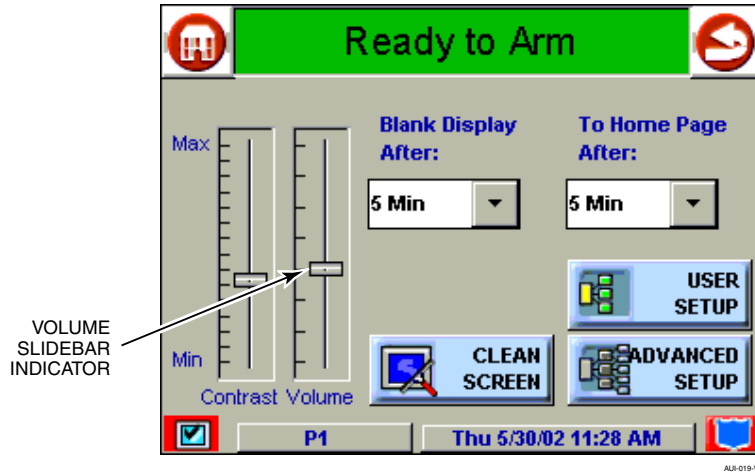 Ready to Arm
Max
Min
Contrast
Volume
Blank Display
After:
5 Min
To Home Page
After:
5 Min
USER
SETUP
CLEAN
SCREEN
ADVANCED
SETUP
P1
Thu 5/30/02 11:28 AM
VOLUME
SLIDEBAR
INDICATOR